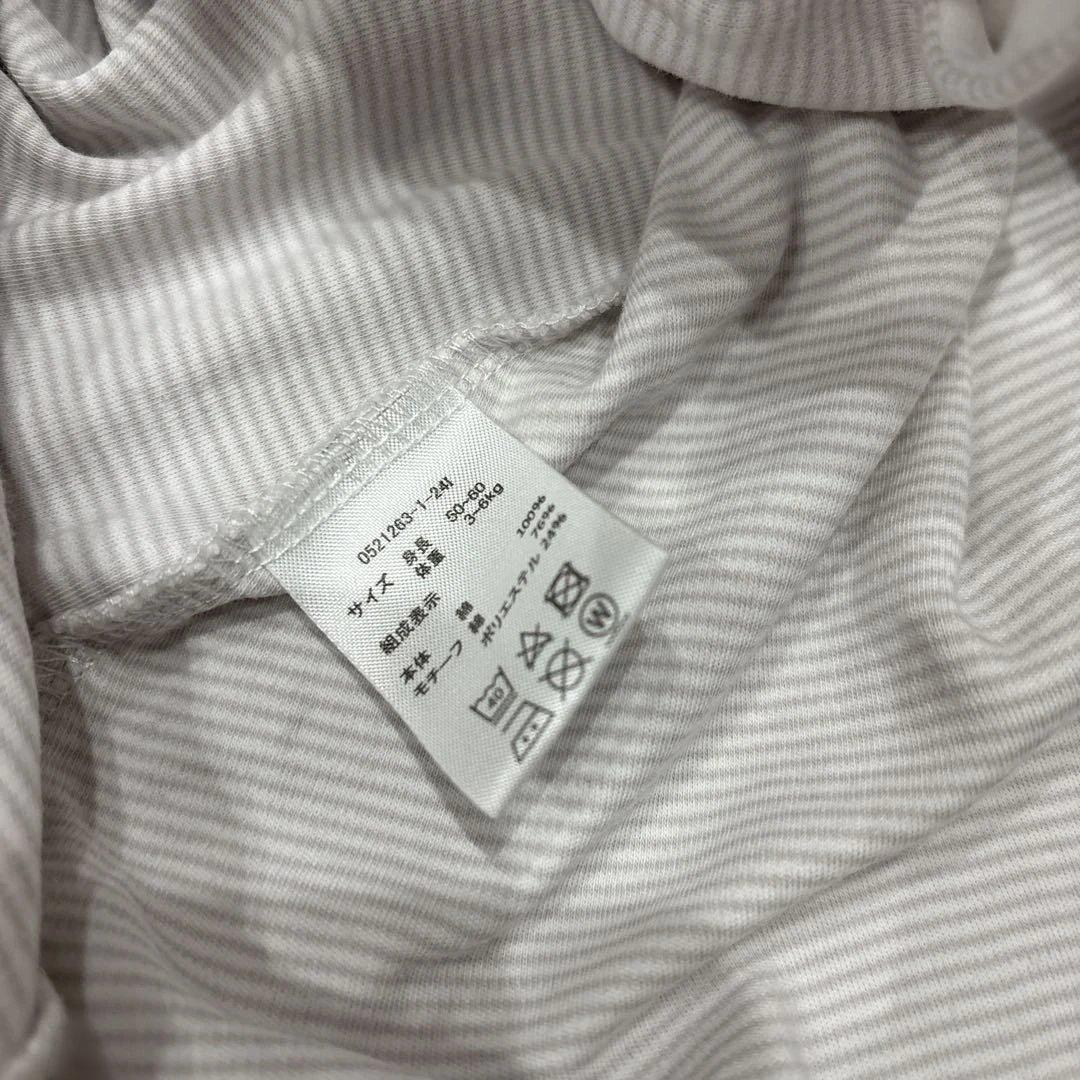 0521263-1-24I
サイズ 身長 50~60
体重 3~6kg
組成表示
本体 綿 100%
モチーフ 綿 76%
ポリエステル 24%
W
40